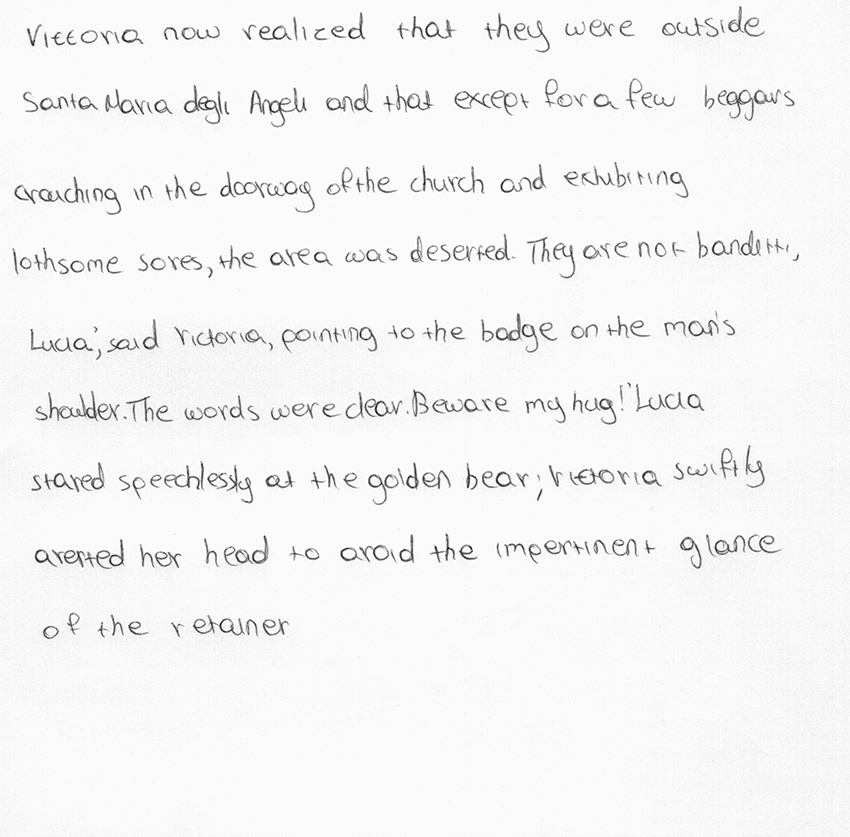 Vittoria now realized that they were outside
Santa Maria degli Angeli and that except for a few beggars
crouching in the doorway of the church and exhubiting
lothsome sores, the area was deserted. They are not banditti,
Lucia', said Victoria, pointing to the badge on the man's
shoulder. The words were clear. Beware my hug!' Lucia
stared speechlessly at the golden bear; Vittoria swiftly
averted her head to avoid the impertinent glance
of the retainer